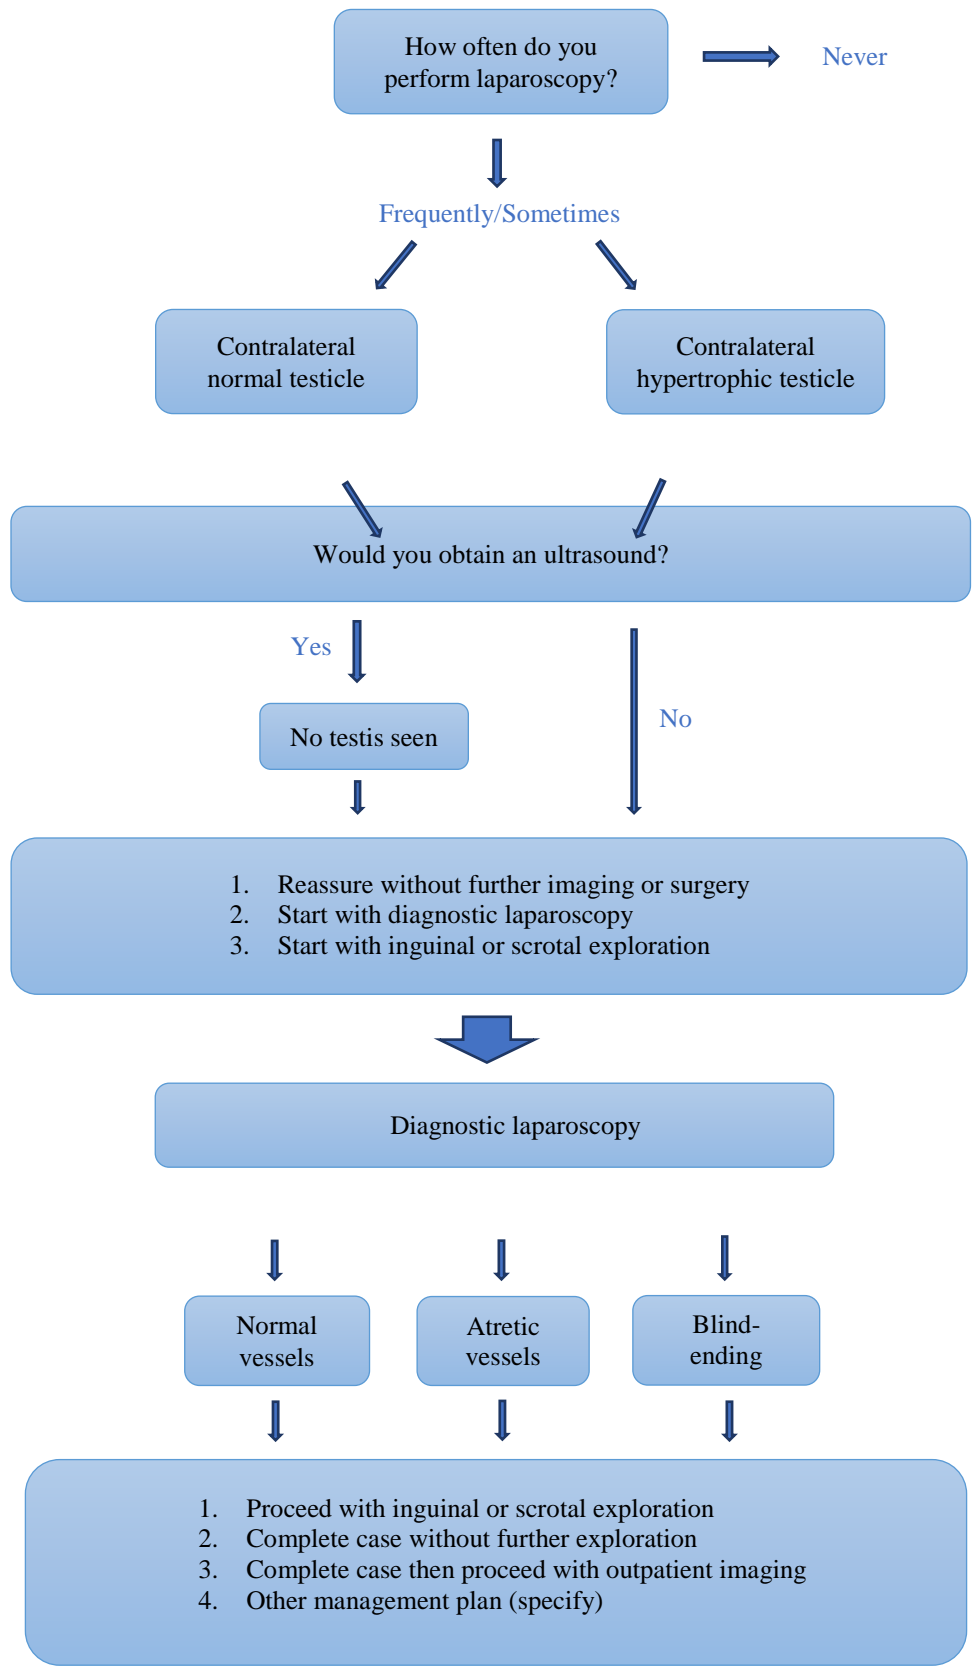 How often do you
perform laparoscopy?
Never
Frequently/Sometimes
Contralateral
normal testicle
Contralateral
hypertrophic testicle
Would you obtain an ultrasound?
Yes
No testis seen
No
1. Reassure without further imaging or surgery
2. Start with diagnostic laparoscopy
3. Start with inguinal or scrotal exploration
Diagnostic laparoscopy
Normal
vessels
Atretic
vessels
Blind-
ending
1. Proceed with inguinal or scrotal exploration
2. Complete case without further exploration
3. Complete case then proceed with outpatient imaging
4. Other management plan (specify)